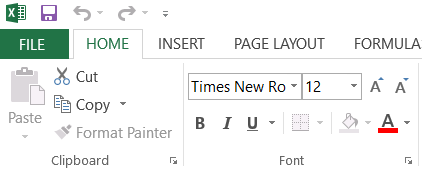 FILE HOME INSERT PAGE LAYOUT FORMULA
Cut
Times New Ro 12 A A
Paste Copy
Format Painter
B I U A
Clipboard Font